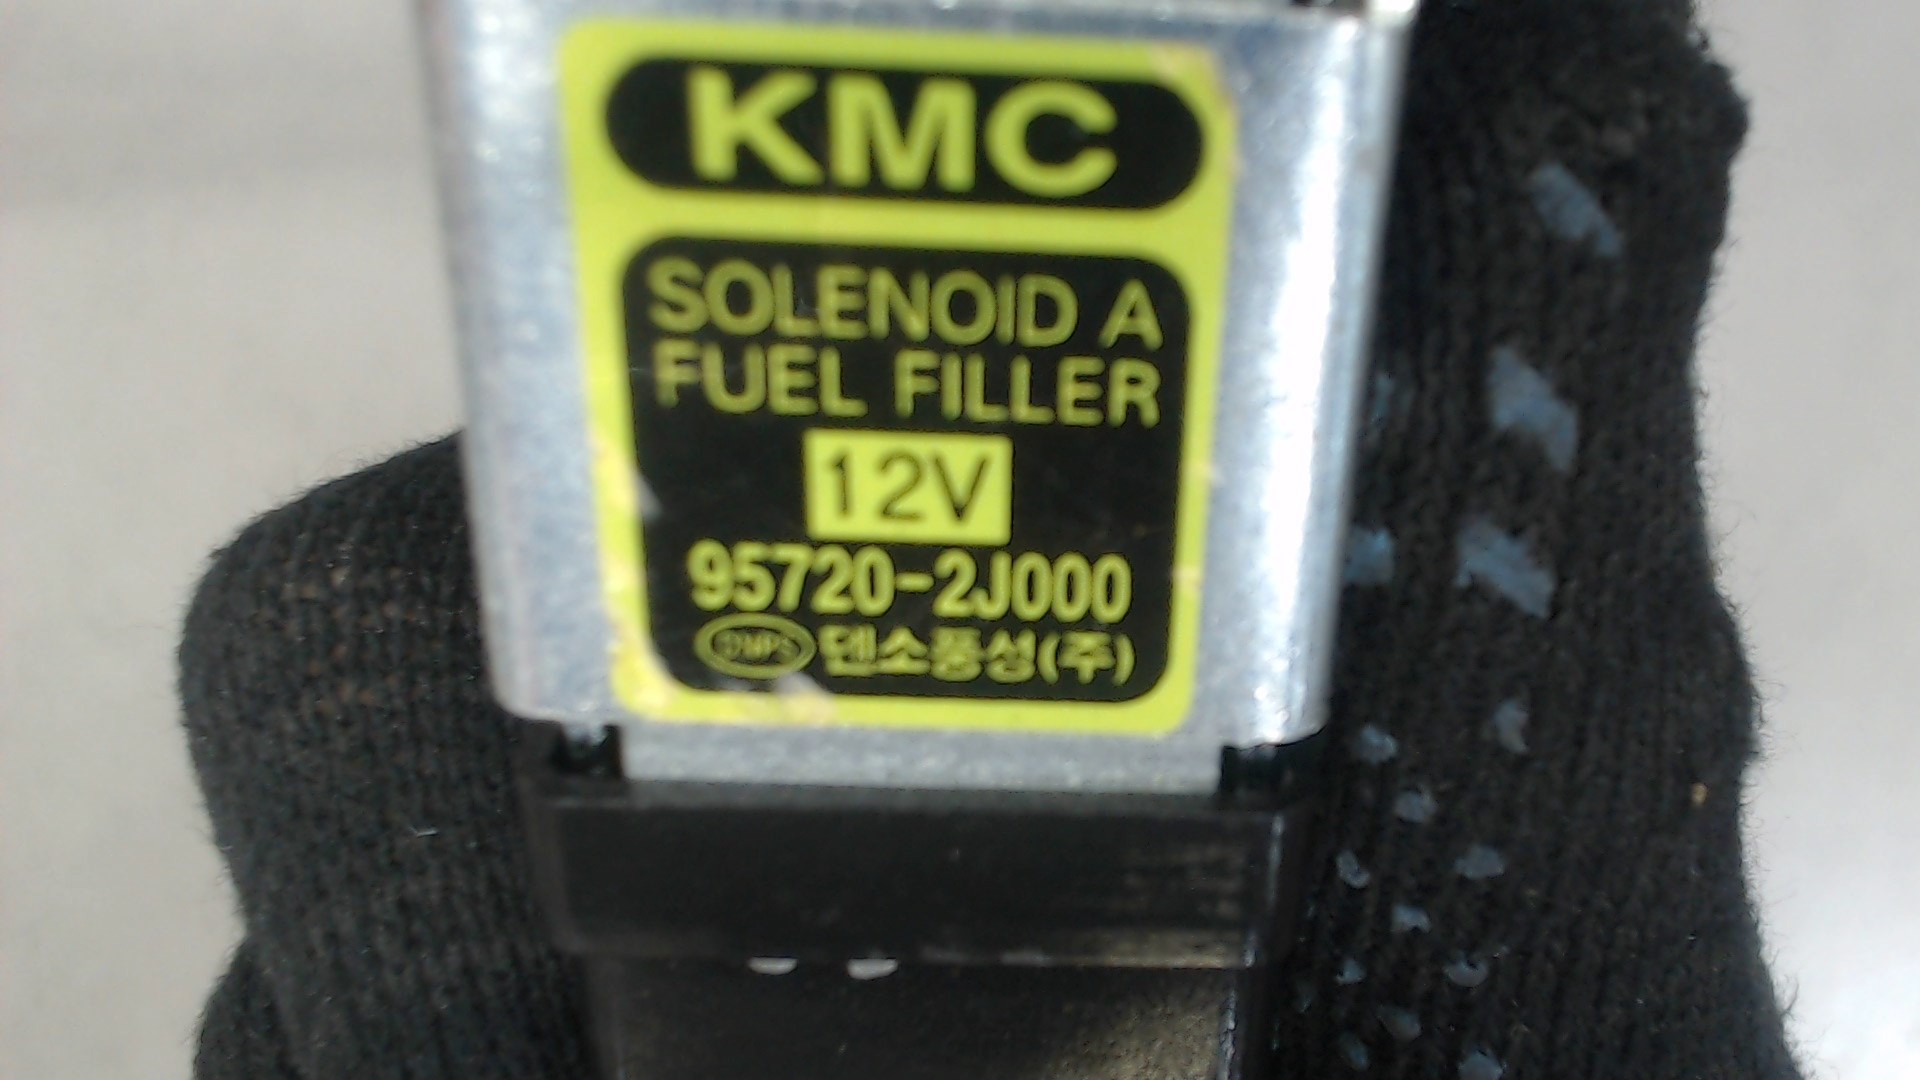 KMC
SOLENOID A
FUEL FILLER
12V
95720-2J000
덴소풍성(주)